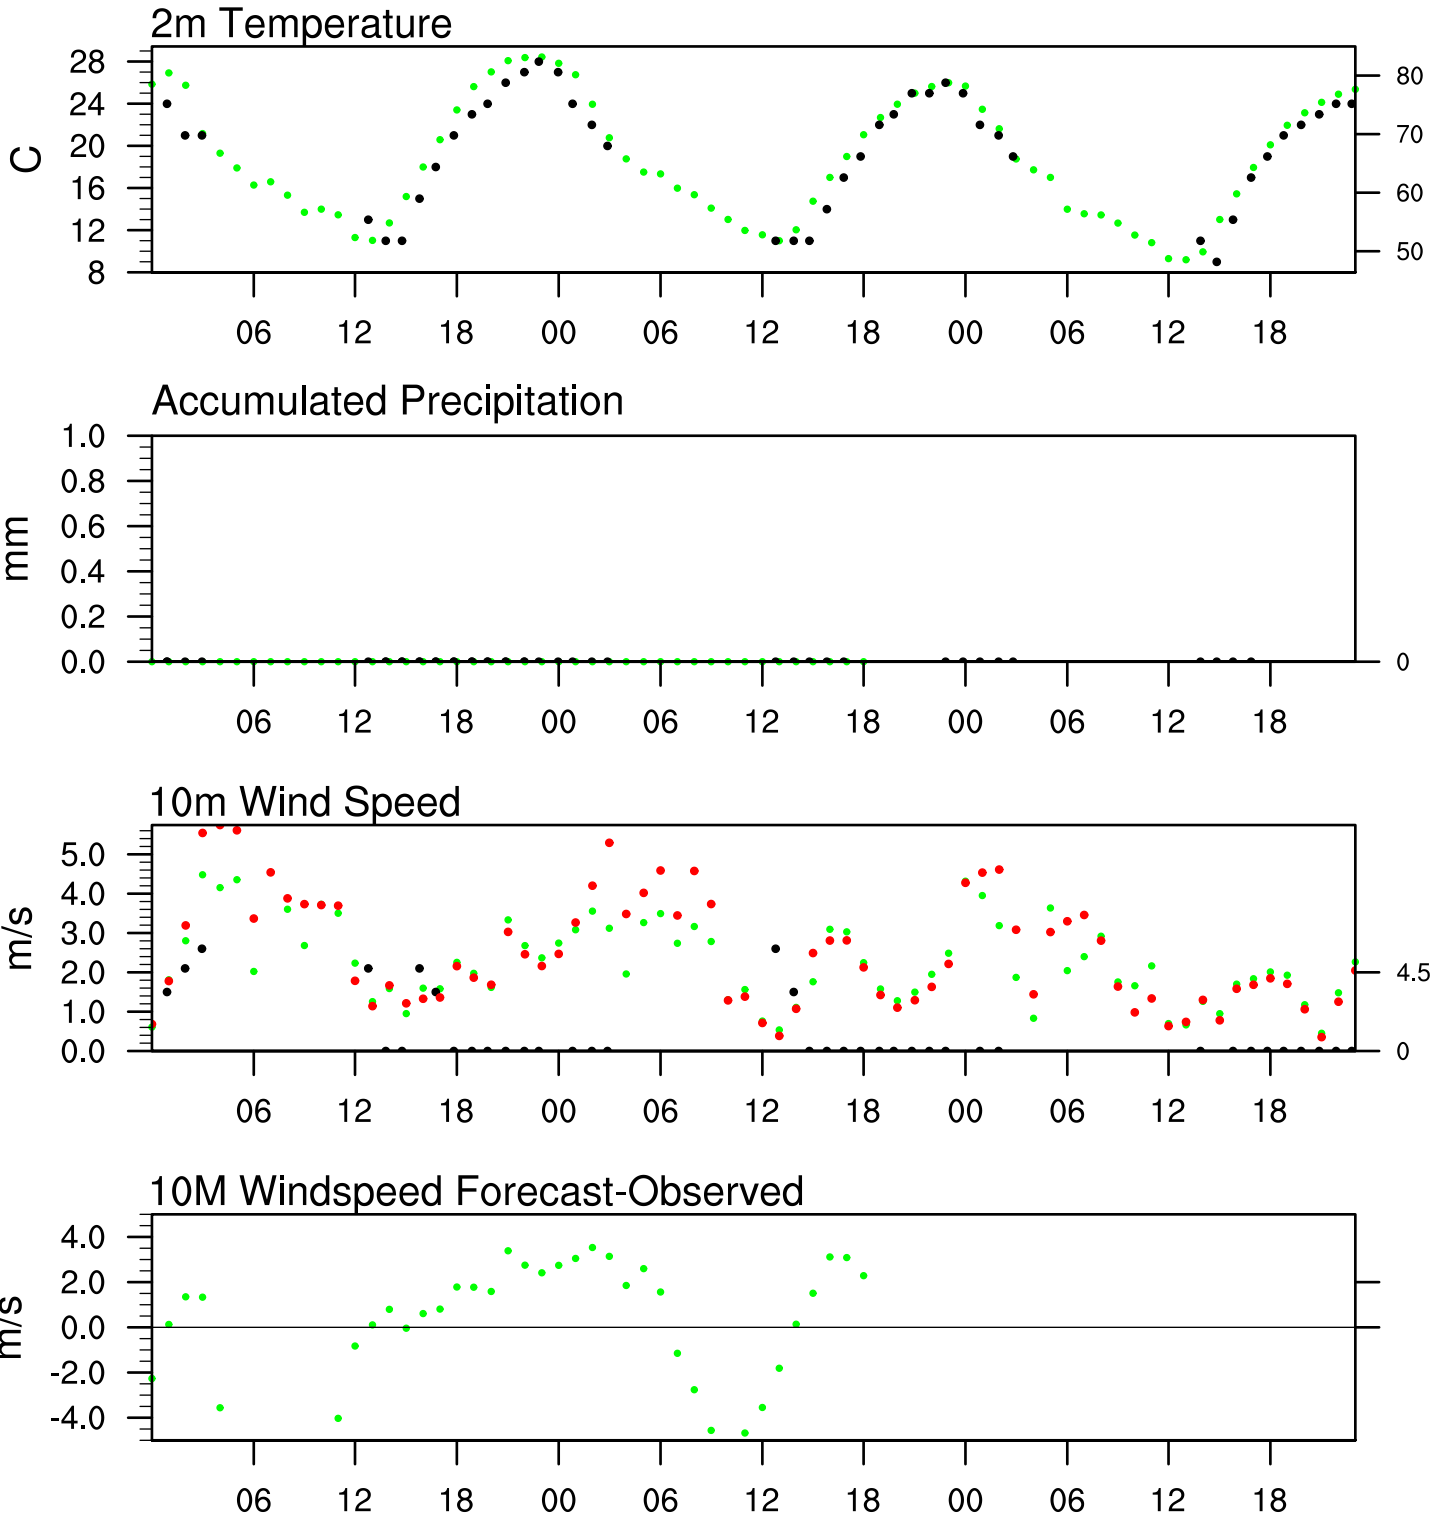 2m Temperature
28
24
20
16
12
8
C
80
70
60
50
06 12 18 00 06 12 18 00 06 12 18
Accumulated Precipitation
1.0
0.8
0.6
0.4
0.2
0.0
mm
0
06 12 18 00 06 12 18 00 06 12 18
10m Wind Speed
5.0
4.0
3.0
2.0
1.0
0.0
m/s
4.5
0
06 12 18 00 06 12 18 00 06 12 18
10M Windspeed Forecast-Observed
4.0
2.0
0.0
-2.0
-4.0
m/s
06 12 18 00 06 12 18 00 06 12 18